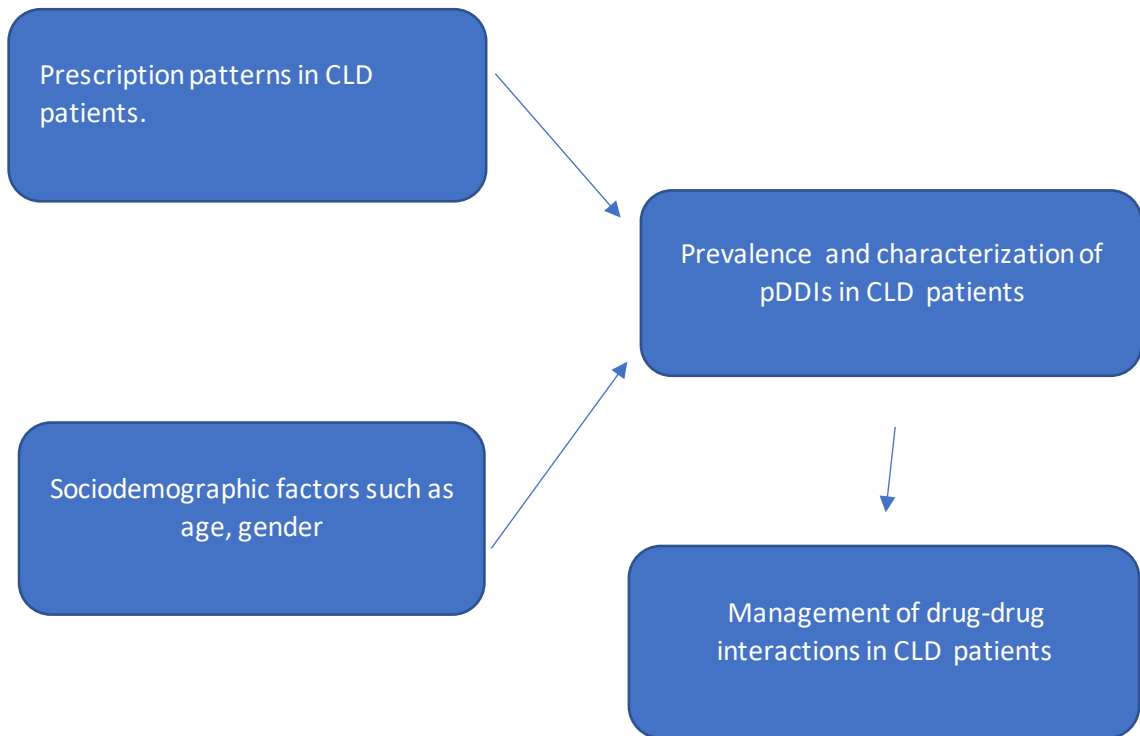 Prescription patterns in CLD
patients.
Prevalence and characterization of
pDDIs in CLD patients
Sociodemographic factors such as
age, gender
Management of drug-drug
interactions in CLD patients